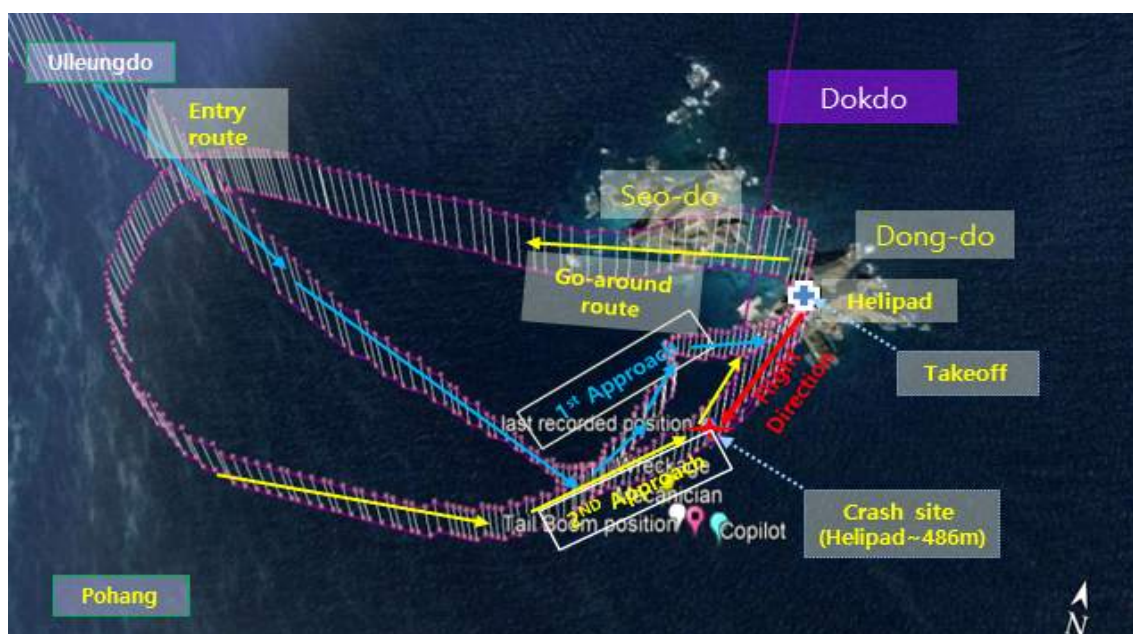 Ulleungdo
Entry
route
Dokdo
Seo-do
Dong-do
Go-around
route
Helipad
Takeoff
Flight
Direction
1st Approach
last recorded position
2ND Approach
Tail Boom position
Copilot
Crash site
(Helipad~486m)
Pohang
N